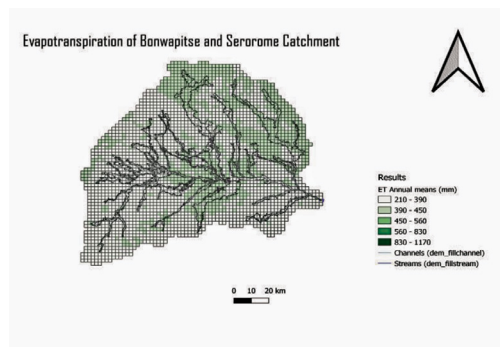 Evapotranspiration of Bonwapitse and Serorome Catchment
Results
ET Annual means (mm)
210 - 390
390 - 450
450 - 560
560 - 830
830 - 1170
Channels (dem_fillchannel)
Streams (dem_fillstream)
0 10 20 km